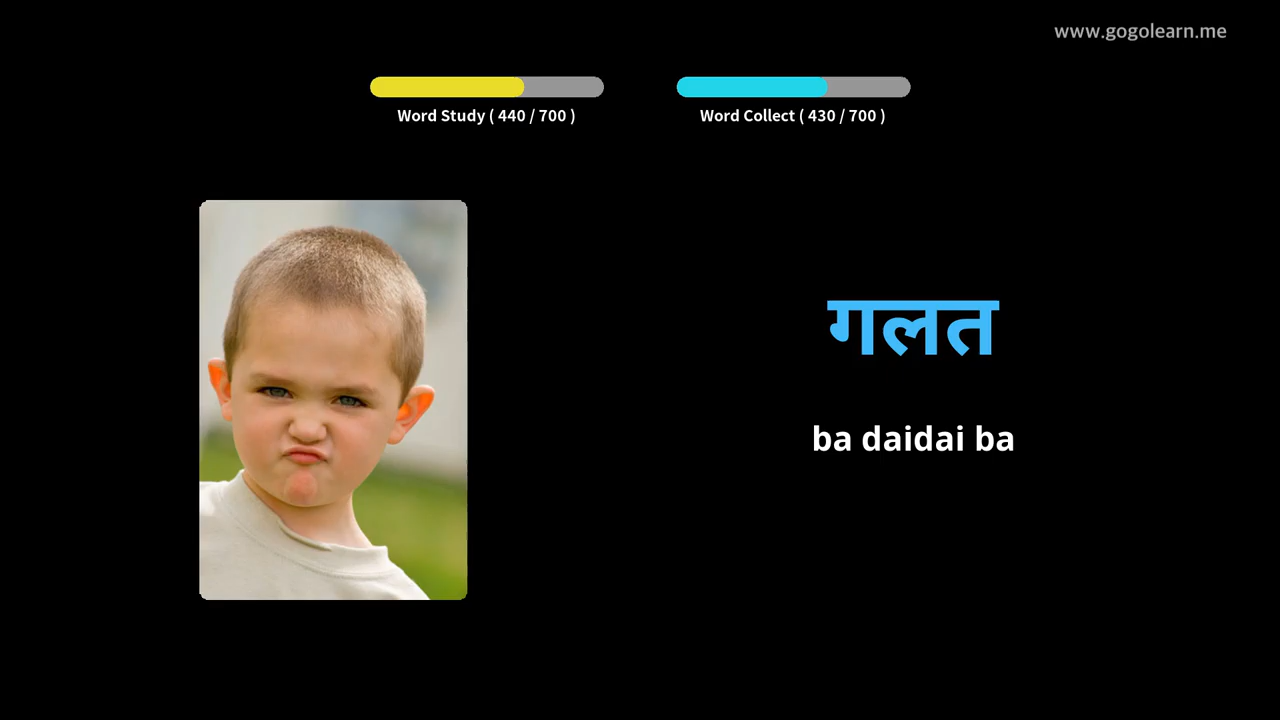 www.gogolearn.me
Word Study ( 440 / 700 )
Word Collect ( 430 / 700 )
गलत
ba daidai ba